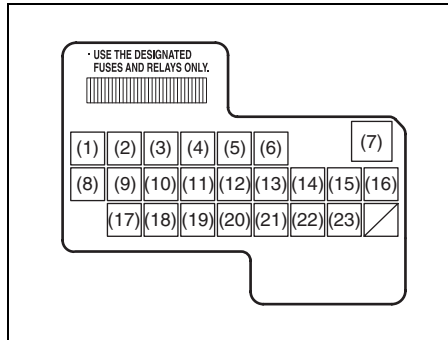 · USE THE DESIGNATED
FUSES AND RELAYS ONLY.
(1) (2) (3) (4) (5) (6) (7)
(8) (9) (10) (11) (12) (13) (14) (15) (16)
(17) (18) (19) (20) (21) (22) (23)